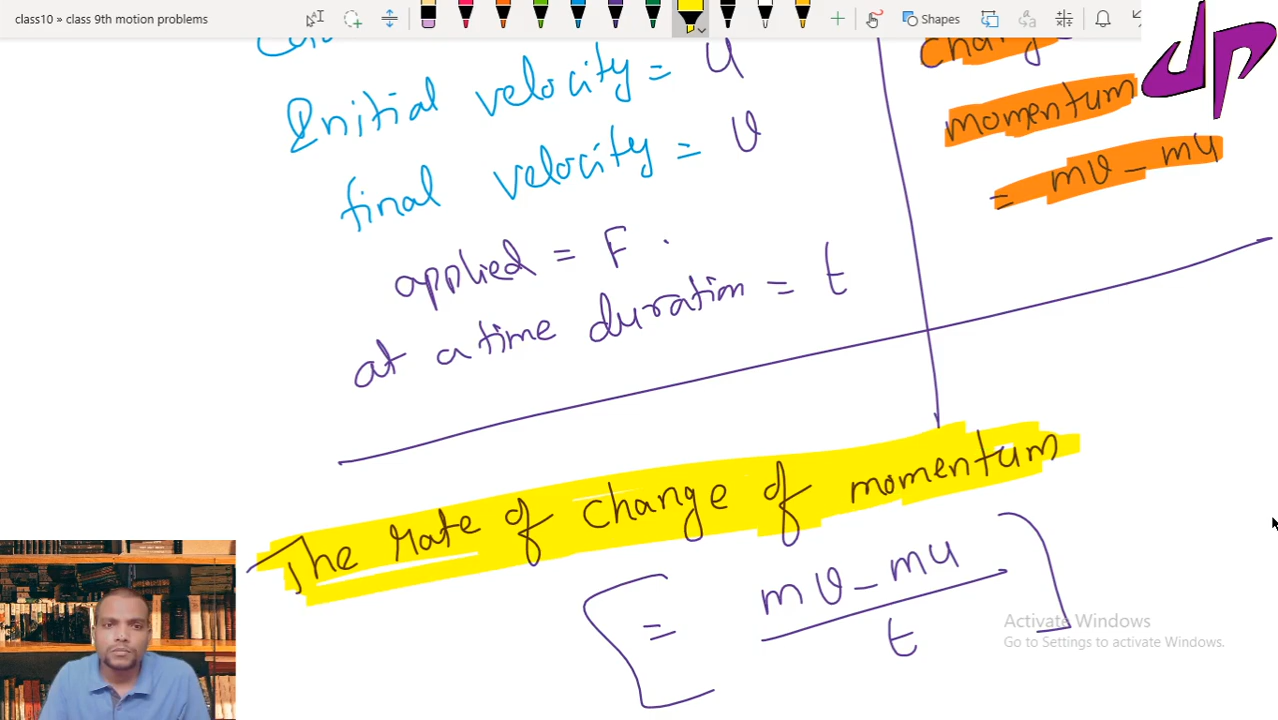 class10 » class 9th motion problems
Shapes
Initial velocity = u
final velocity = v
applied = F .
at a time duration = t
change
momentum
= mv - mu
dp
The rate of change of momentum
= mv - mu
t
Activate Windows
Go to Settings to activate Windows.